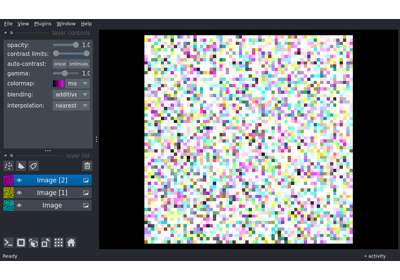 File View Plugins Window Help
layer controls
opacity: 1.0
contrast limits:
auto-contrast: once
gamma: 1.0
colormap: ma
blending: additive
interpolation: nearest
layer list
Image [2]
Image [1]
Image
Ready activity